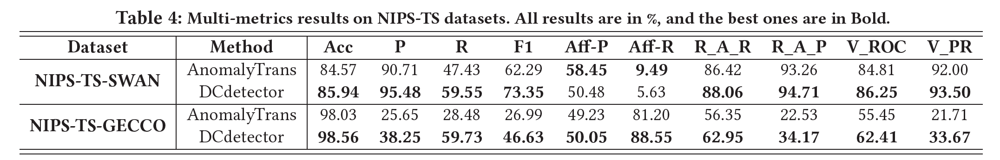 Table 4: Multi-metrics results on NIPS-TS datasets. All results are in %, and the best ones are in Bold.
Dataset Method Acc P R F1 Aff-P Aff-R R_A_R R_A_P V_ROC V_PR
NIPS-TS-SWAN AnomalyTrans 84.57 90.71 47.43 62.29 58.45 9.49 86.42 93.26 84.81 92.00
DCdetector 85.94 95.48 59.55 73.35 50.48 5.63 88.06 94.71 86.25 93.50
NIPS-TS-GECCO AnomalyTrans 98.03 25.65 28.48 26.99 49.23 81.20 56.35 22.53 55.45 21.71
DCdetector 98.56 38.25 59.73 46.63 50.05 88.55 62.95 34.17 62.41 33.67